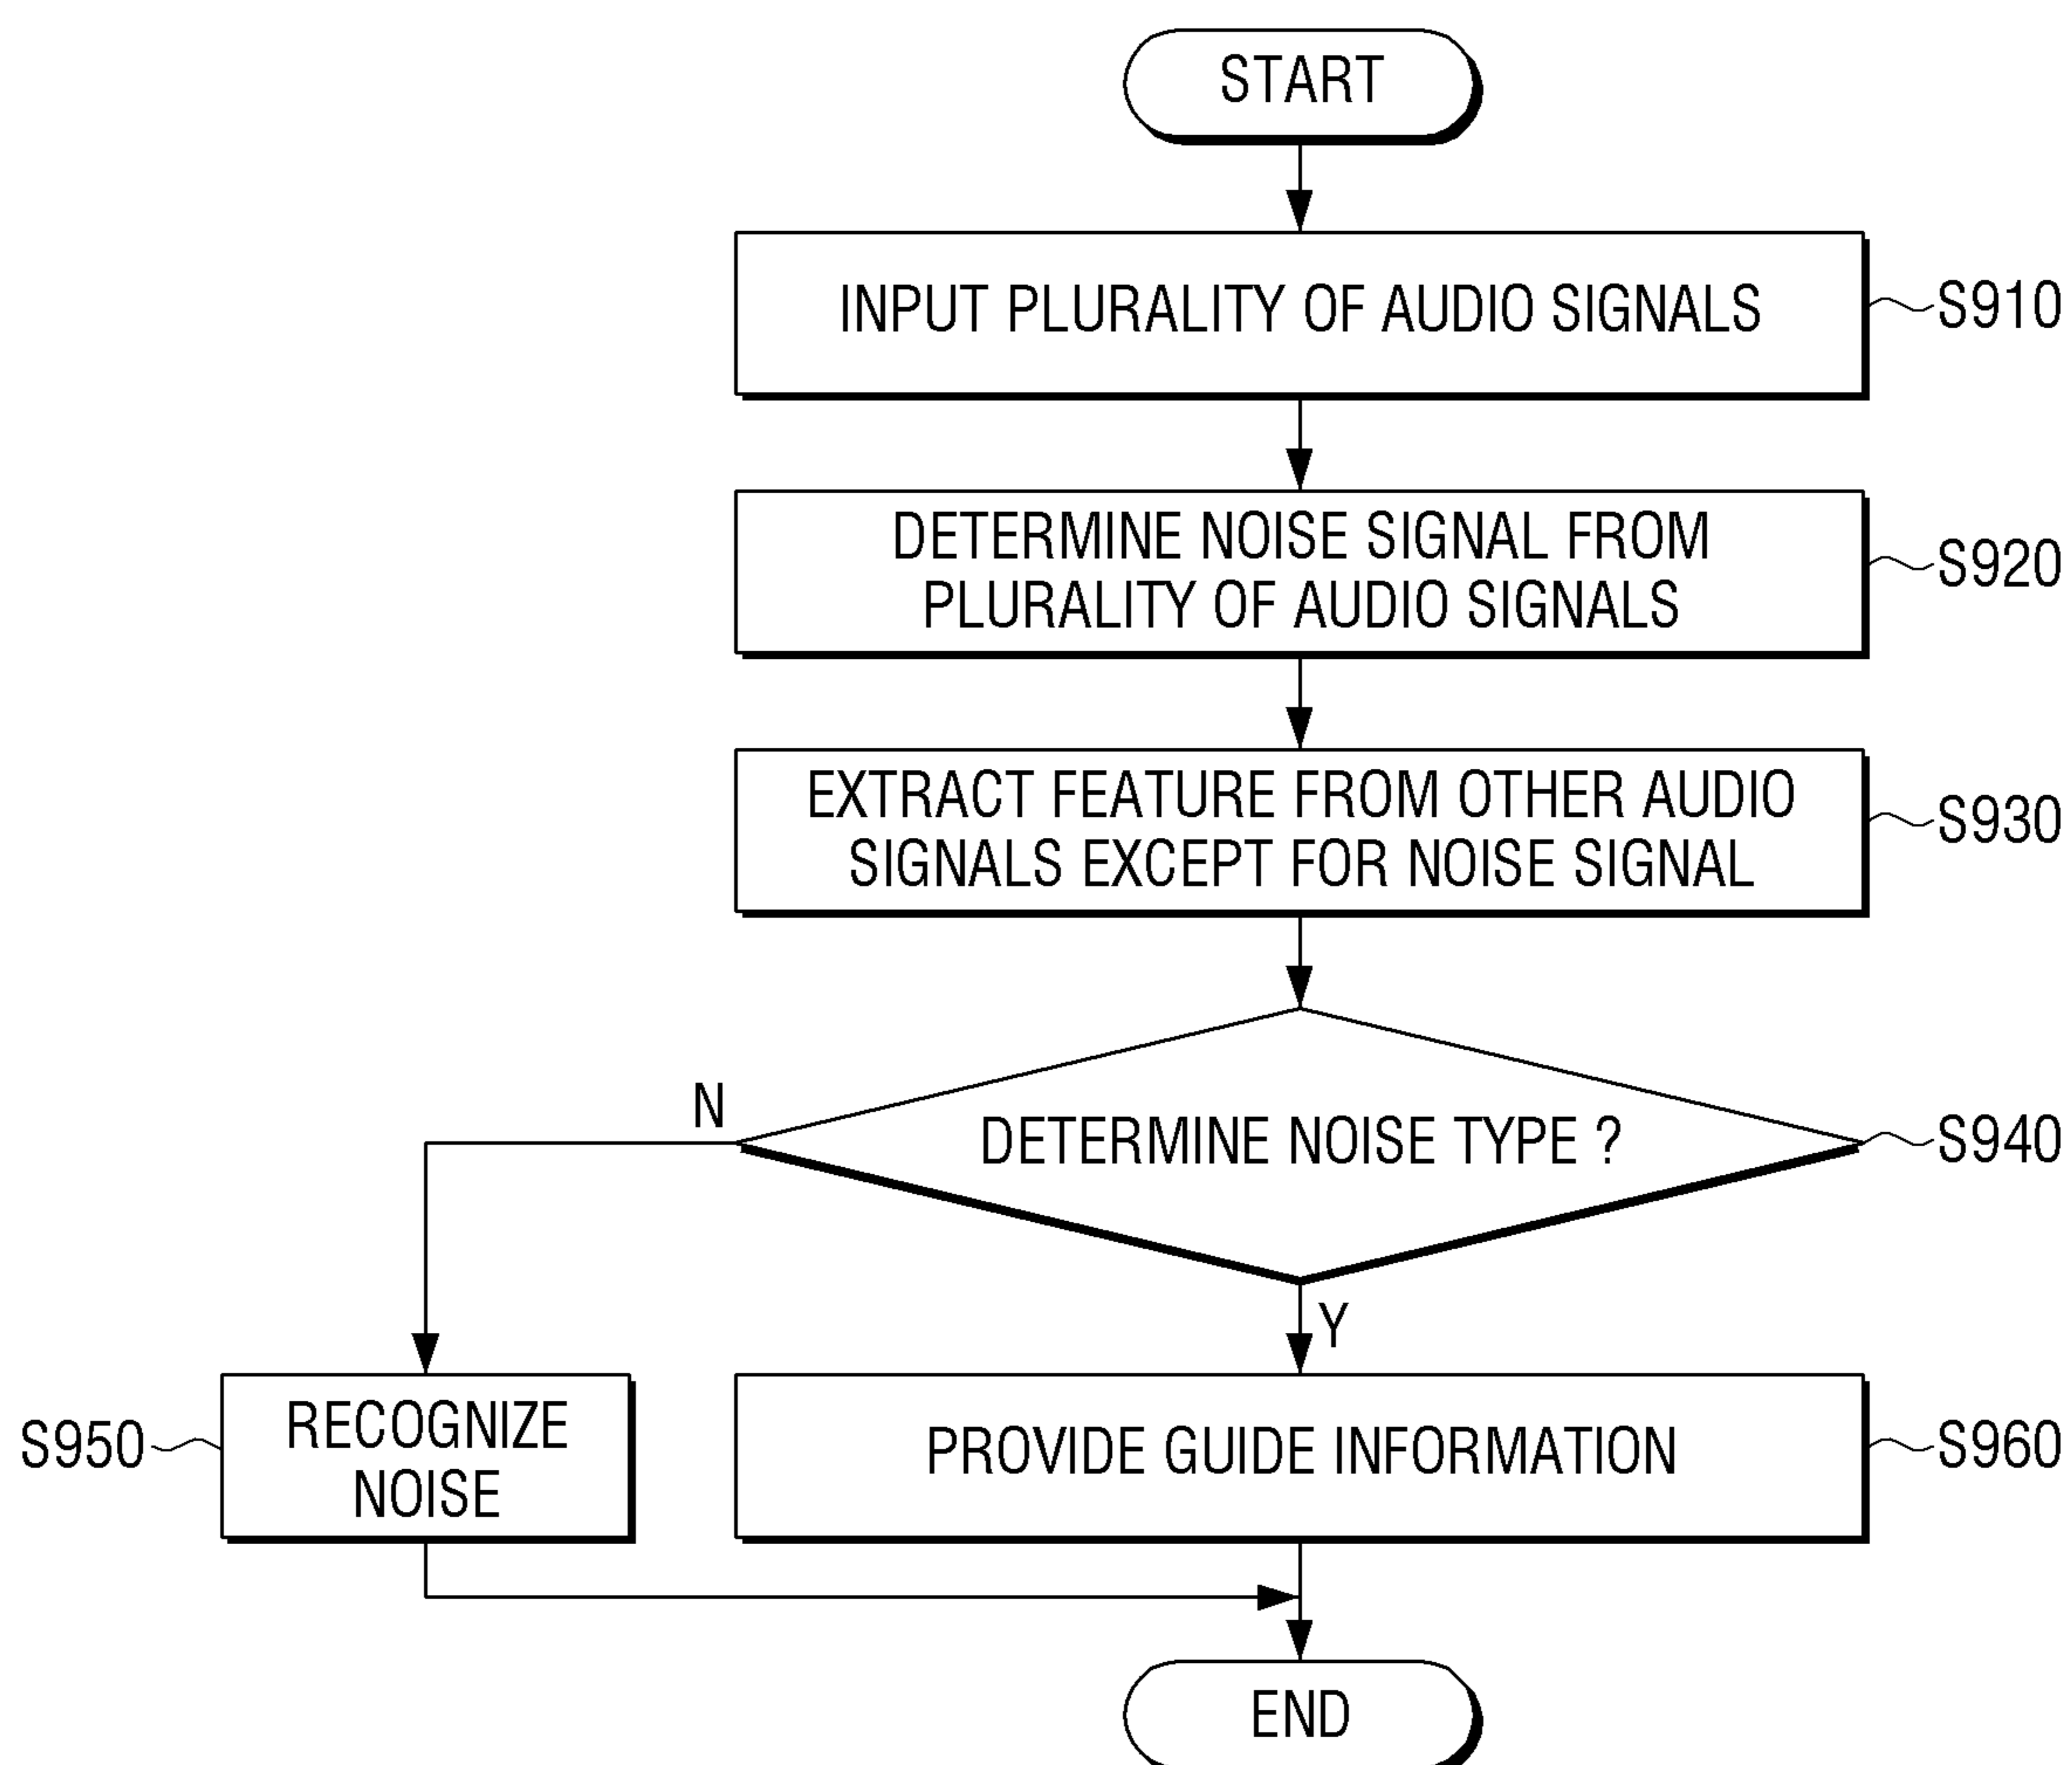 START
INPUT PLURALITY OF AUDIO SIGNALS
S910
DETERMINE NOISE SIGNAL FROM
PLURALITY OF AUDIO SIGNALS
S920
EXTRACT FEATURE FROM OTHER AUDIO
SIGNALS EXCEPT FOR NOISE SIGNAL
S930
N
DETERMINE NOISE TYPE ?
S940
Y
S950
RECOGNIZE
NOISE
PROVIDE GUIDE INFORMATION
S960
END